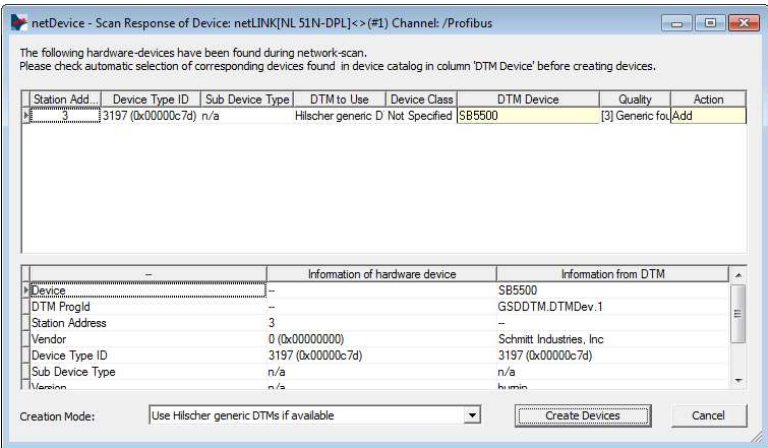 netDevice - Scan Response of Device: netLINK[NL 51N-DPL]<>(#1) Channel: /Profibus
The following hardware-devices have been found during network-scan.
Please check automatic selection of corresponding devices found in device catalog in column 'DTM Device' before creating devices.
Station Add... Device Type ID Sub Device Type DTM to Use Device Class DTM Device Quality Action
3 3197 (0x00000c7d) n/a Hilscher generic D Not Specified SB5500 [3] Generic fou Add
-- Information of hardware device Information from DTM
Device -- SB5500
DTM ProgId -- GSDDTM.DTMDev.1
Station Address 3 --
Vendor 0 (0x00000000) Schmitt Industries, Inc
Device Type ID 3197 (0x00000c7d) 3197 (0x00000c7d)
Sub Device Type n/a n/a
Version n/a
Creation Mode: Use Hilscher generic DTMs if available Create Devices Cancel